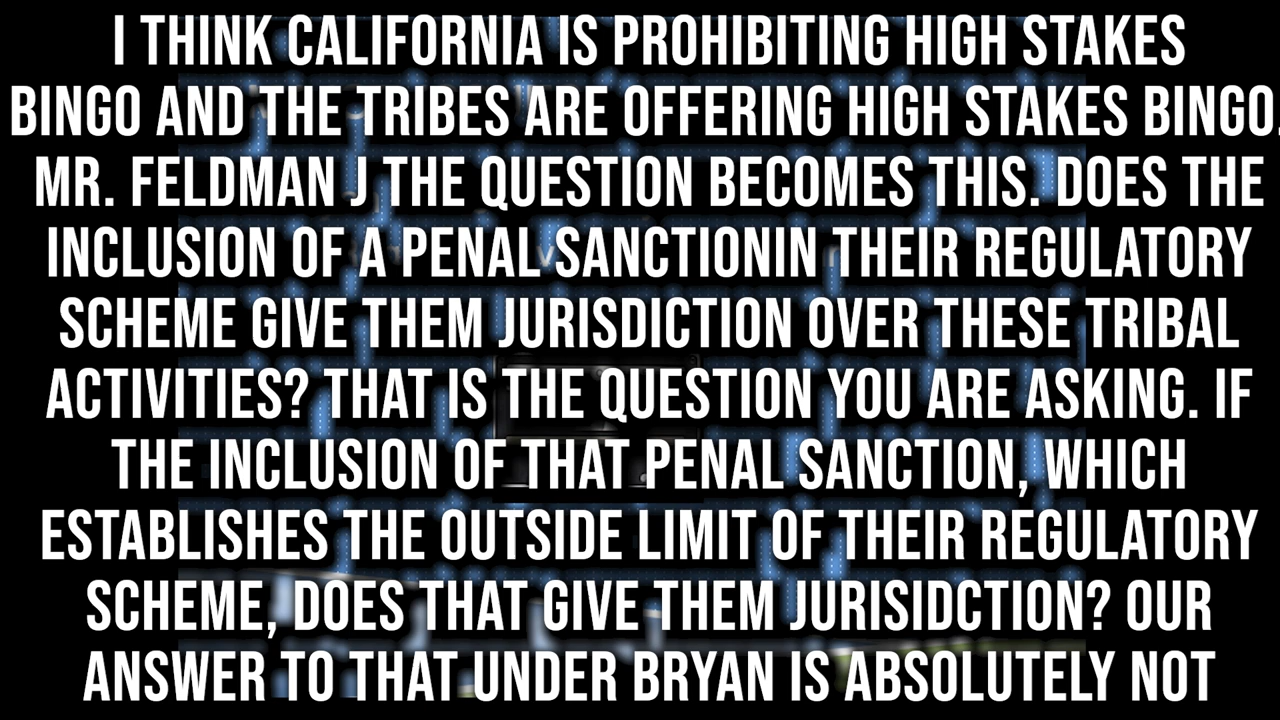 I THINK CALIFORNIA IS PROHIBITING HIGH STAKES
BINGO AND THE TRIBES ARE OFFERING HIGH STAKES BINGO.
MR. FELDMAN J THE QUESTION BECOMES THIS. DOES THE
INCLUSION OF A PENAL SANCTIONIN THEIR REGULATORY
SCHEME GIVE THEM JURISDICTION OVER THESE TRIBAL
ACTIVITIES? THAT IS THE QUESTION YOU ARE ASKING. IF
THE INCLUSION OF THAT PENAL SANCTION, WHICH
ESTABLISHES THE OUTSIDE LIMIT OF THEIR REGULATORY
SCHEME, DOES THAT GIVE THEM JURISIDCTION? OUR
ANSWER TO THAT UNDER BRYAN IS ABSOLUTELY NOT